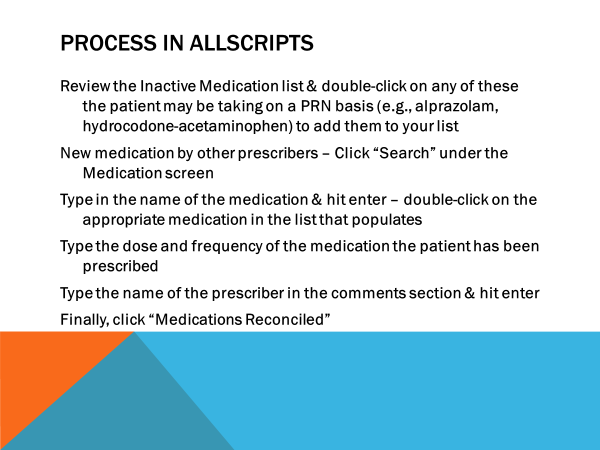 PROCESS IN ALLSCRIPTS
Review the Inactive Medication list & double-click on any of these
the patient may be taking on a PRN basis (e.g., alprazolam,
hydrocodone-acetaminophen) to add them to your list
New medication by other prescribers – Click “Search” under the
Medication screen
Type in the name of the medication & hit enter – double-click on the
appropriate medication in the list that populates
Type the dose and frequency of the medication the patient has been
prescribed
Type the name of the prescriber in the comments section & hit enter
Finally, click “Medications Reconciled”